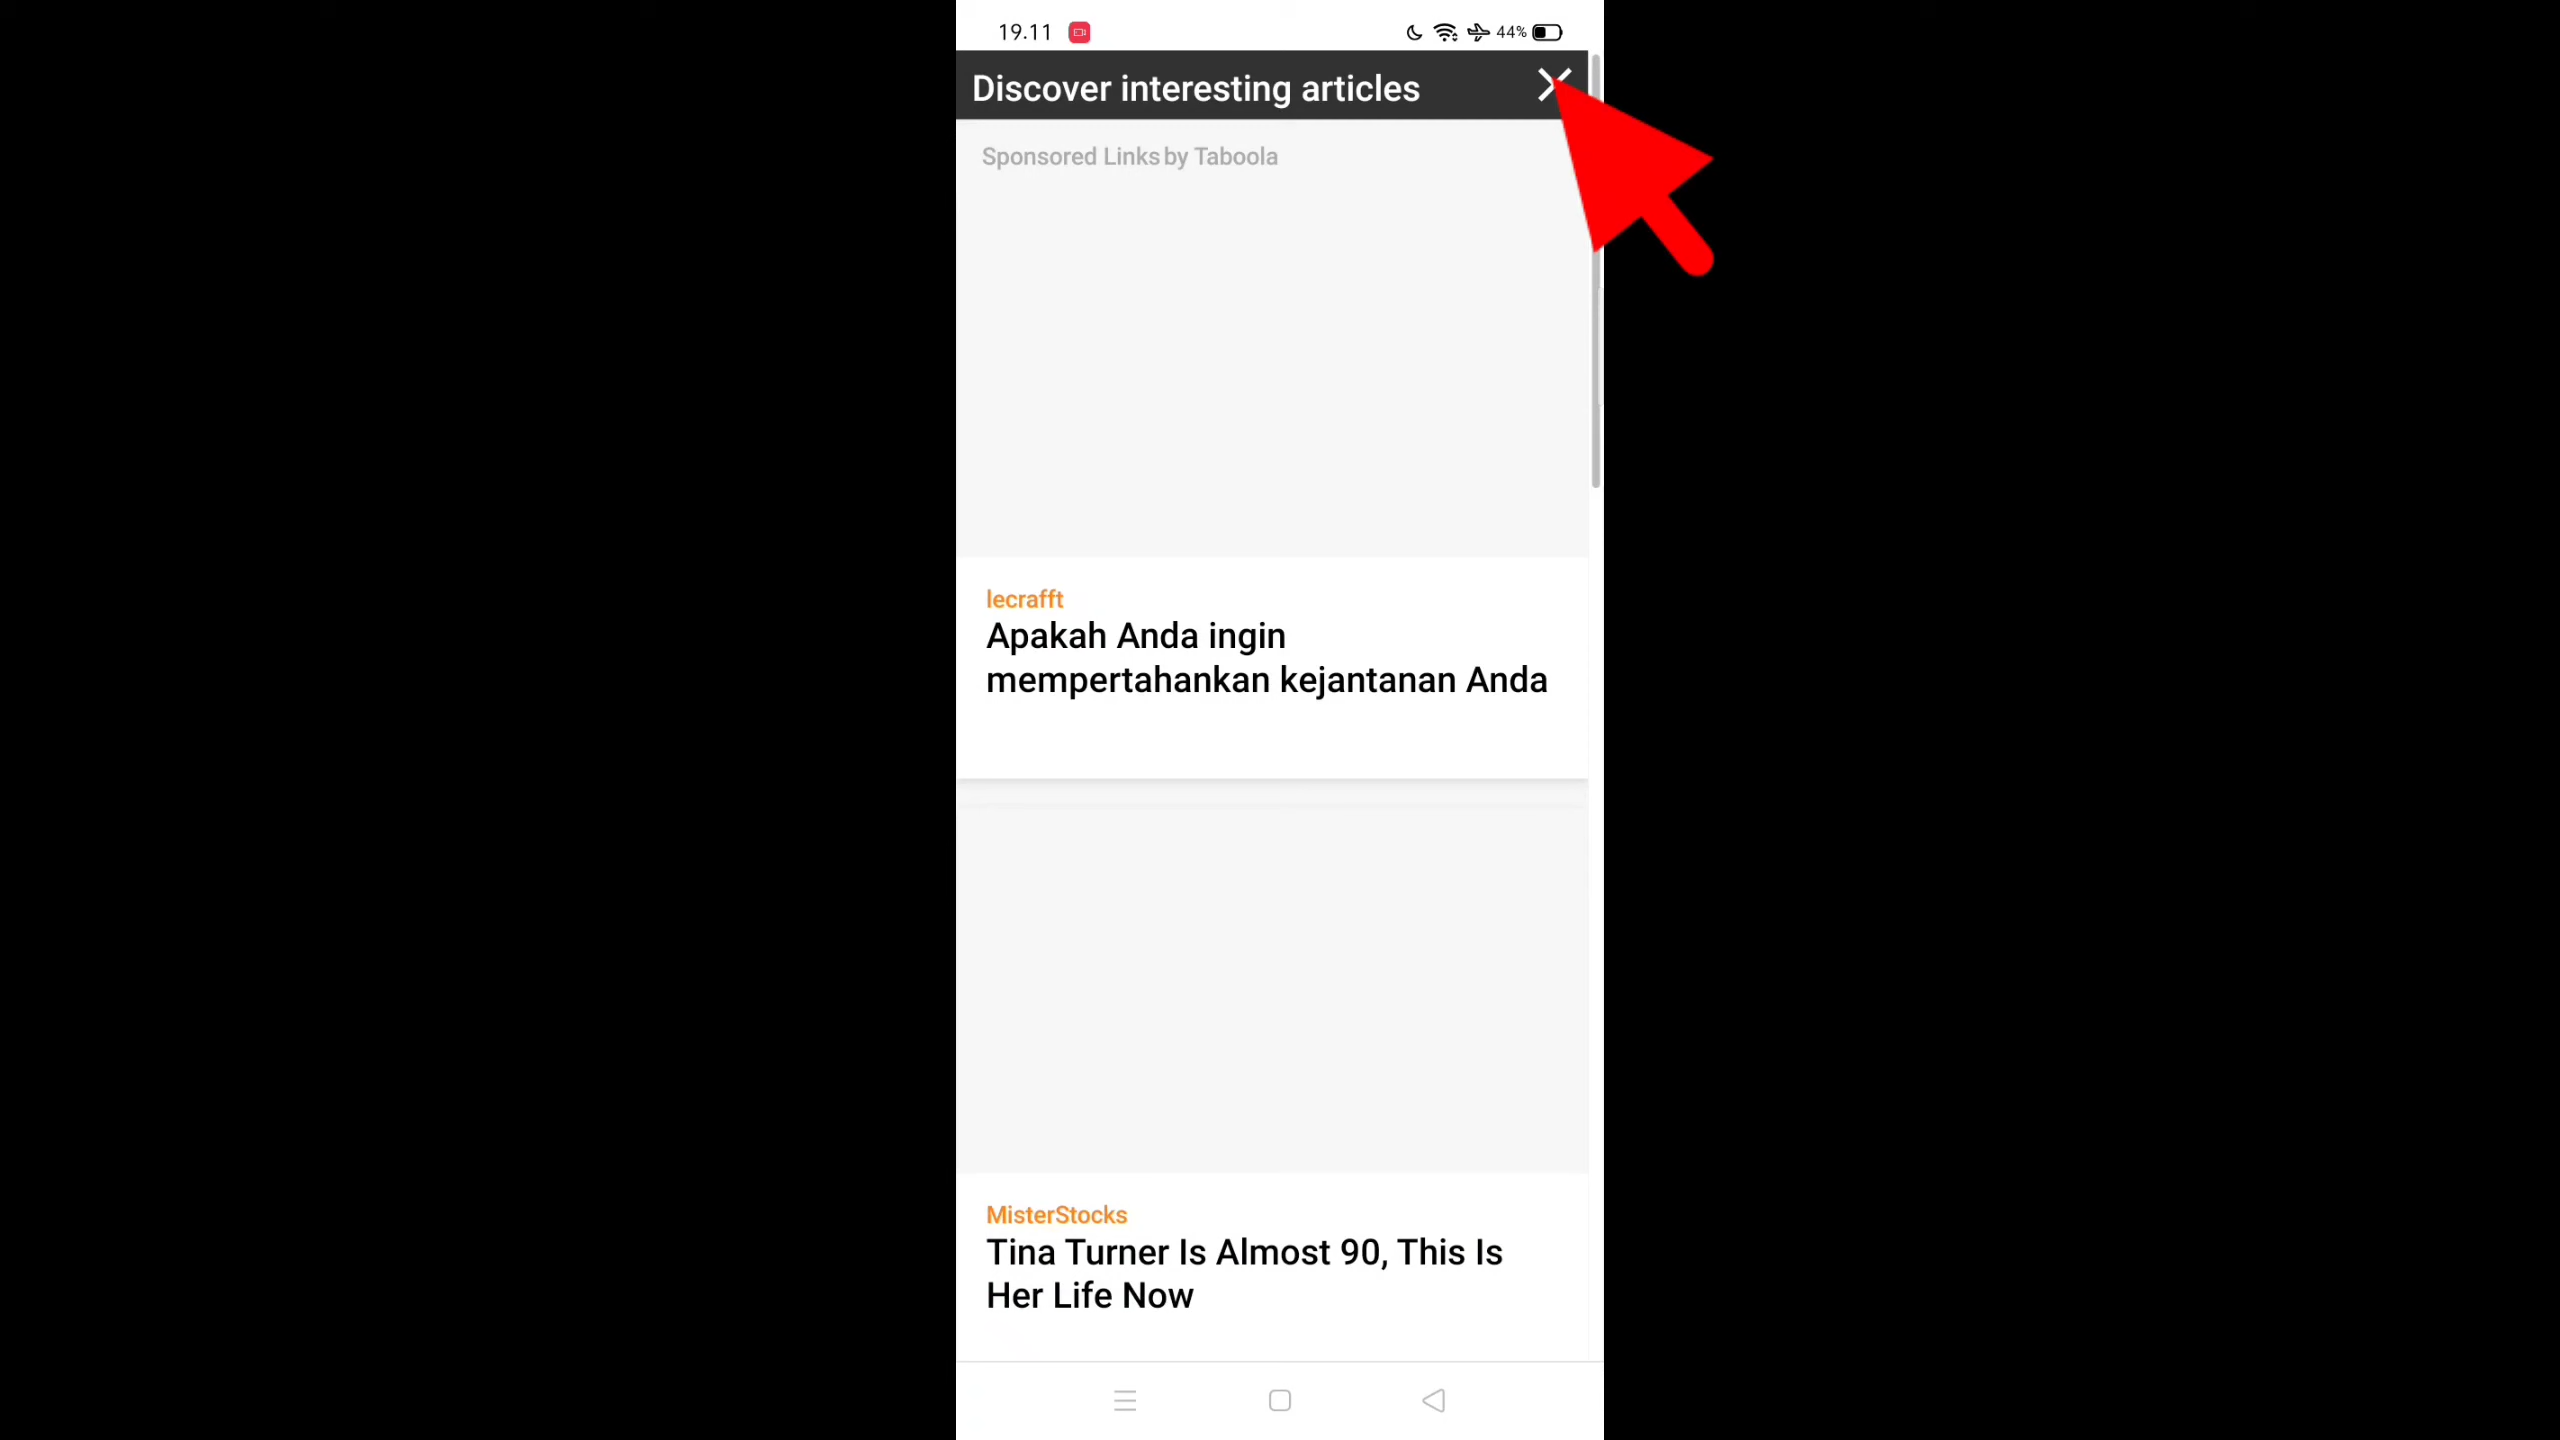 19.11
44%
Discover interesting articles
Sponsored Links by Taboola
lecrafft
Apakah Anda ingin
mempertahankan kejantanan Anda
MisterStocks
Tina Turner Is Almost 90, This Is
Her Life Now